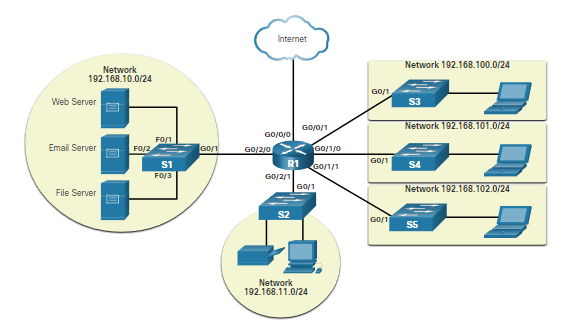 Internet
Network
192.168.10.0/24
Web Server
Email Server
File Server
F0/1
F0/2
F0/3
S1
G0/1
G0/2/0
G0/0/0
G0/0/1
G0/1/0
G0/1/1
G0/2/1
R1
G0/1
S2
Network
192.168.11.0/24
Network 192.168.100.0/24
G0/1
S3
Network 192.168.101.0/24
G0/1
S4
Network 192.168.102.0/24
G0/1
S5